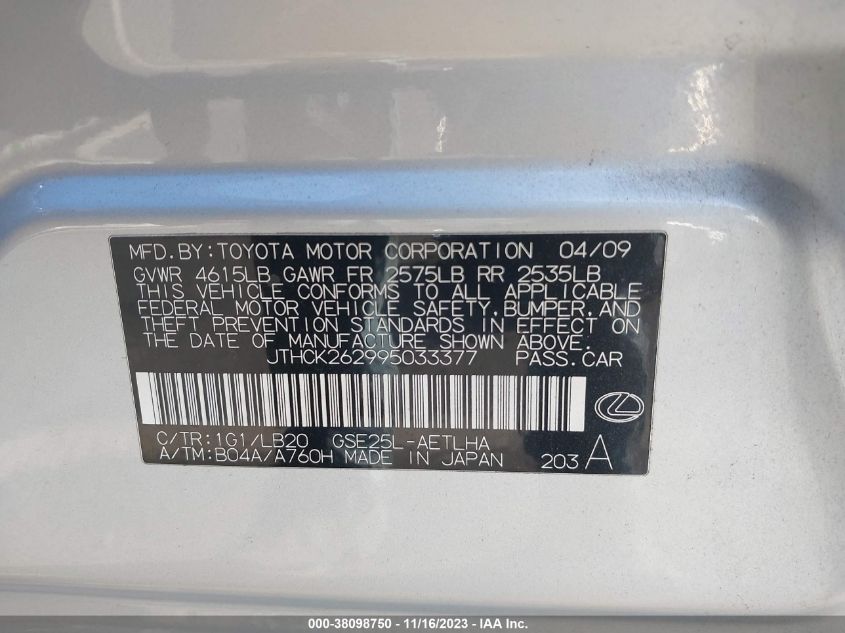 MFD.BY:TOYOTA MOTOR CORPORATION 04/09
GVWR 4615LB GAWR FR 2575LB RR 2535LB
THIS VEHICLE CONFORMS TO ALL APPLICABLE
FEDERAL MOTOR VEHICLE SAFETY,BUMPER,AND
THEFT PREVENTION STANDARDS IN EFFECT ON
THE DATE OF MANUFACTURE SHOWN ABOVE.
JTHCK262995033377 PASS.CAR
C/TR:1G1/LB20 GSE25L-AETLHA
A/TM:B04A/A760H MADE IN JAPAN 203 A
000-38098750 - 11/16/2023 - IAA Inc.